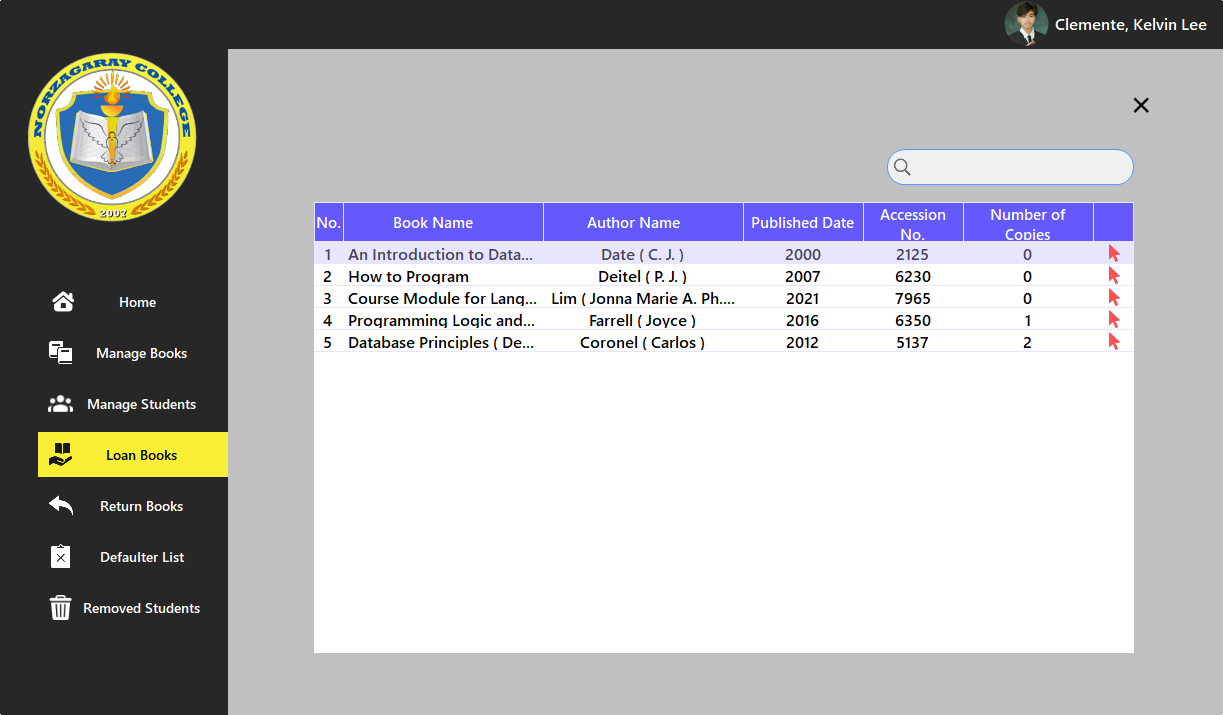 Clemente, Kelvin Lee
NORZAGARAY COLLEGE
2007
Home
Manage Books
Manage Students
Loan Books
Return Books
Defaulter List
Removed Students
No. Book Name Author Name Published Date Accession No. Number of Copies
1 An Introduction to Data... Date ( C. J. ) 2000 2125 0
2 How to Program Deitel ( P. J. ) 2007 6230 0
3 Course Module for Lang... Lim ( Jonna Marie A. Ph.... 2021 7965 0
4 Programming Logic and... Farrell ( Joyce ) 2016 6350 1
5 Database Principles ( De... Coronel ( Carlos ) 2012 5137 2